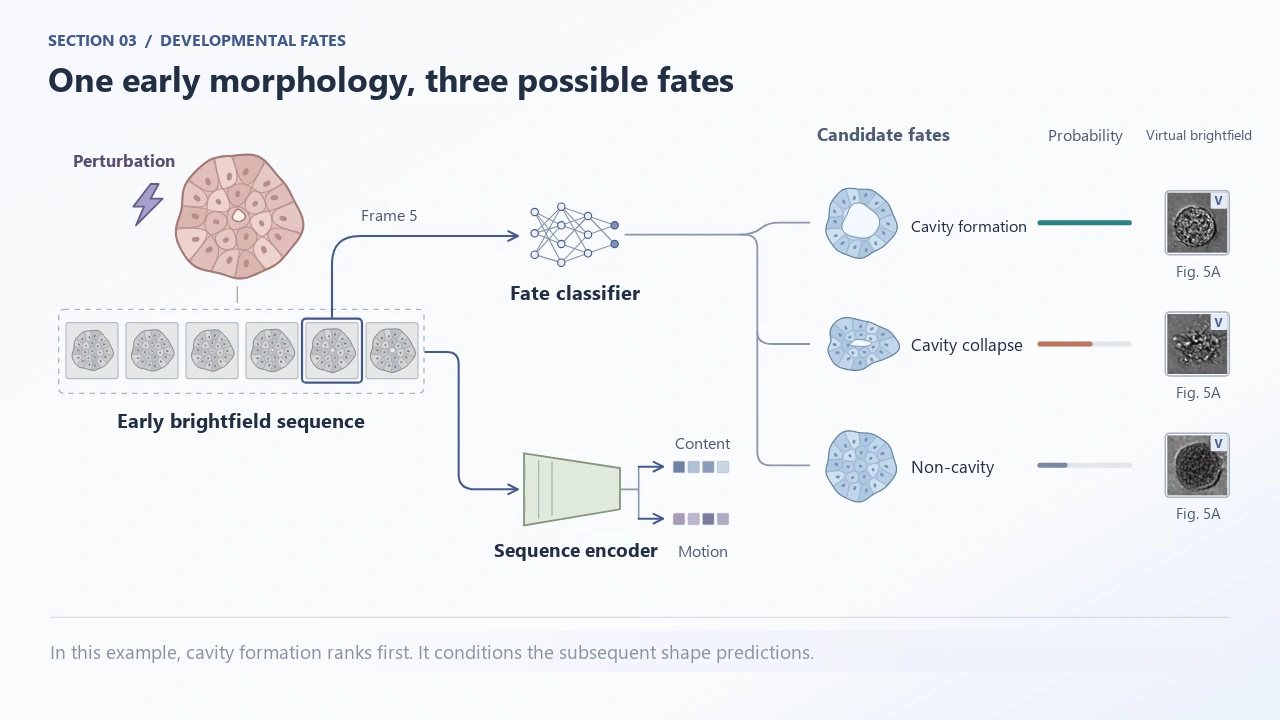 SECTION 03 / DEVELOPMENTAL FATES
One early morphology, three possible fates
Perturbation
Frame 5
Fate classifier
Early brightfield sequence
Content
Sequence encoder
Motion
Candidate fates
Probability
Virtual brightfield
Cavity formation
V
Fig. 5A
Cavity collapse
V
Fig. 5A
Non-cavity
V
Fig. 5A
In this example, cavity formation ranks first. It conditions the subsequent shape predictions.